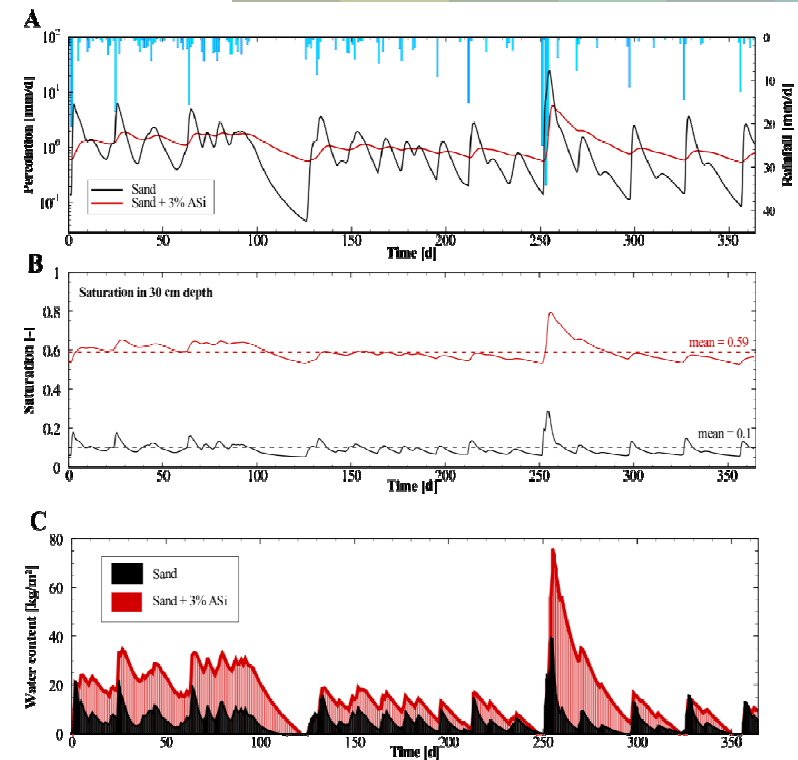 A
Percolation [mm/d]
Rainfall [mm/d]
10²
10¹
10⁰
10⁻¹
0
10
20
30
40
Sand
Sand + 3% ASi
0 50 100 150 200 250 300 350
Time [d]
B
Saturation [-]
1
0.8
0.6
0.4
0.2
0
Saturation in 30 cm depth
mean = 0.59
mean = 0.1
0 50 100 150 200 250 300 350
Time [d]
C
Water content [kg/m²]
80
60
40
20
0
Sand
Sand + 3% ASi
0 50 100 150 200 250 300 350
Time [d]